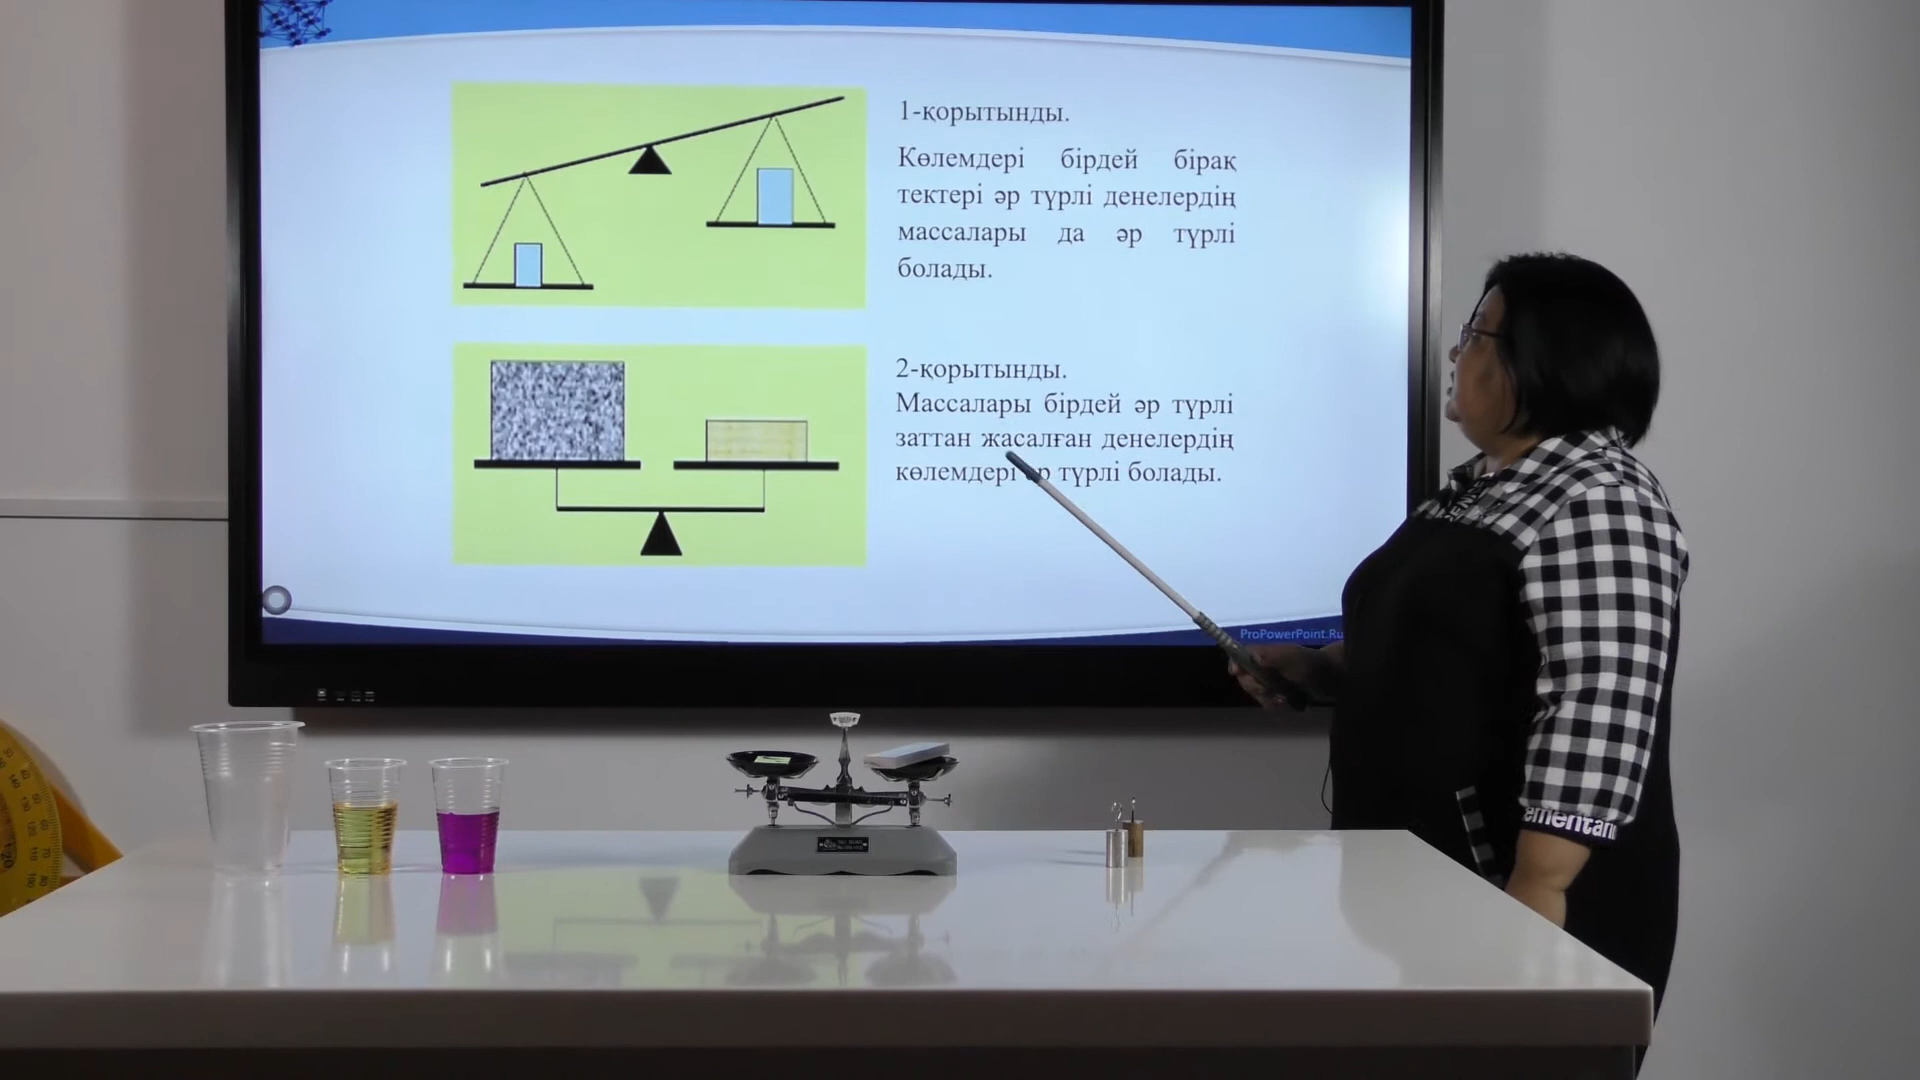 1-қорытынды.
Көлемдері бірдей бірақ
тектері әр түрлі денелердің
массалары да әр түрлі
болады.
2-қорытынды.
Массалары бірдей әр түрлі
заттан жасалған денелердің
көлемдері әр түрлі болады.
ProPowerPoint.Ru